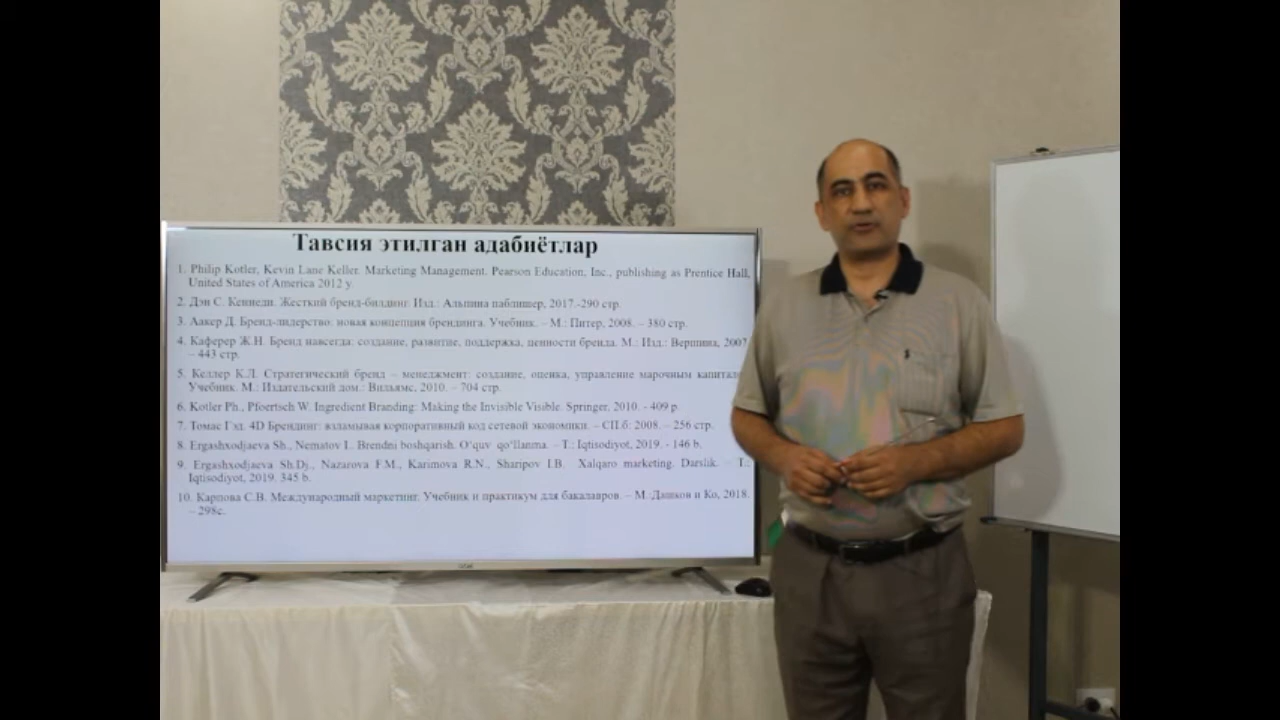 Тавсия этилган адабиётлар
1. Philip Kotler, Kevin Lane Keller. Marketing Management. Pearson Education, Inc., publishing as Prentice Hall,
United States of America 2012 y.
2. Дэн С. Кеннеди. Жесткий бренд-билдинг. Изд.: Альпина паблишер, 2017.-290 стр.
3. Аакер Д. Бренд-лидерство: новая концепция брендинга. Учебник. – М.: Питер, 2008. – 380 стр.
4. Каферер Ж.Н. Бренд навсегда: создание, развитие, поддержка, ценности бренда. М.: Изд.: Вершина, 2007.
– 443 стр.
5. Келлер К.Л. Стратегический бренд – менеджмент: создание, оценка, управление марочным капиталом.
Учебник. М.: Издательский дом.: Вильямс, 2010. – 704 стр.
6. Kotler Ph., Pfoertsch W. Ingredient Branding: Making the Invisible Visible. Springer, 2010. - 409 p.
7. Томас Гэд. 4D Брендинг: взламывая корпоративный код сетевой экономики. – СП.б: 2008. – 256 стр.
8. Ergashxodjaeva Sh., Nematov I. Brendni boshqarish. O‘quv qo‘llanma. – T.: Iqtisodiyot, 2019. - 146 b.
9. Ergashxodjaeva Sh.Dj., Nazarova F.M., Karimova R.N., Sharipov I.B. Xalqaro marketing. Darslik. – T.:
Iqtisodiyot, 2019. 345 b.
10. Карпова С.В. Международный маркетинг. Учебник и практикум для бакалавров. – М.:Дашков и Ко, 2018.
– 298с.